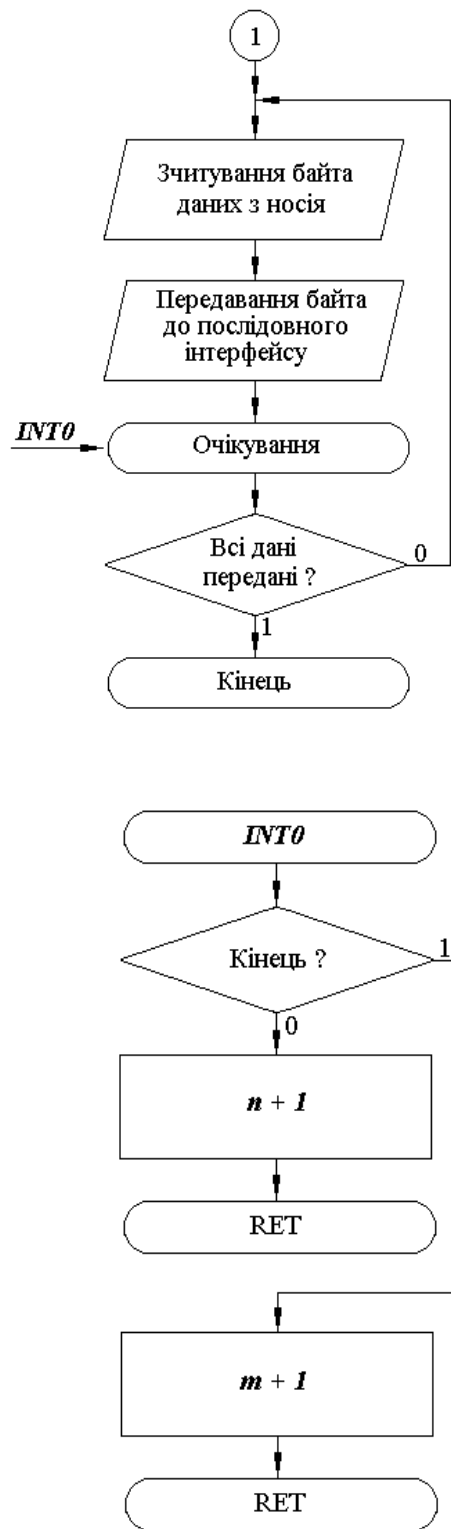 1
Зчитування байта
даних з носія
Передавання байта
до послідовного
інтерфейсу
INT0
Очікування
Всі дані
передані ?
0
1
Кінець
INT0
Кінець ?
1
0
n + 1
RET
m + 1
RET